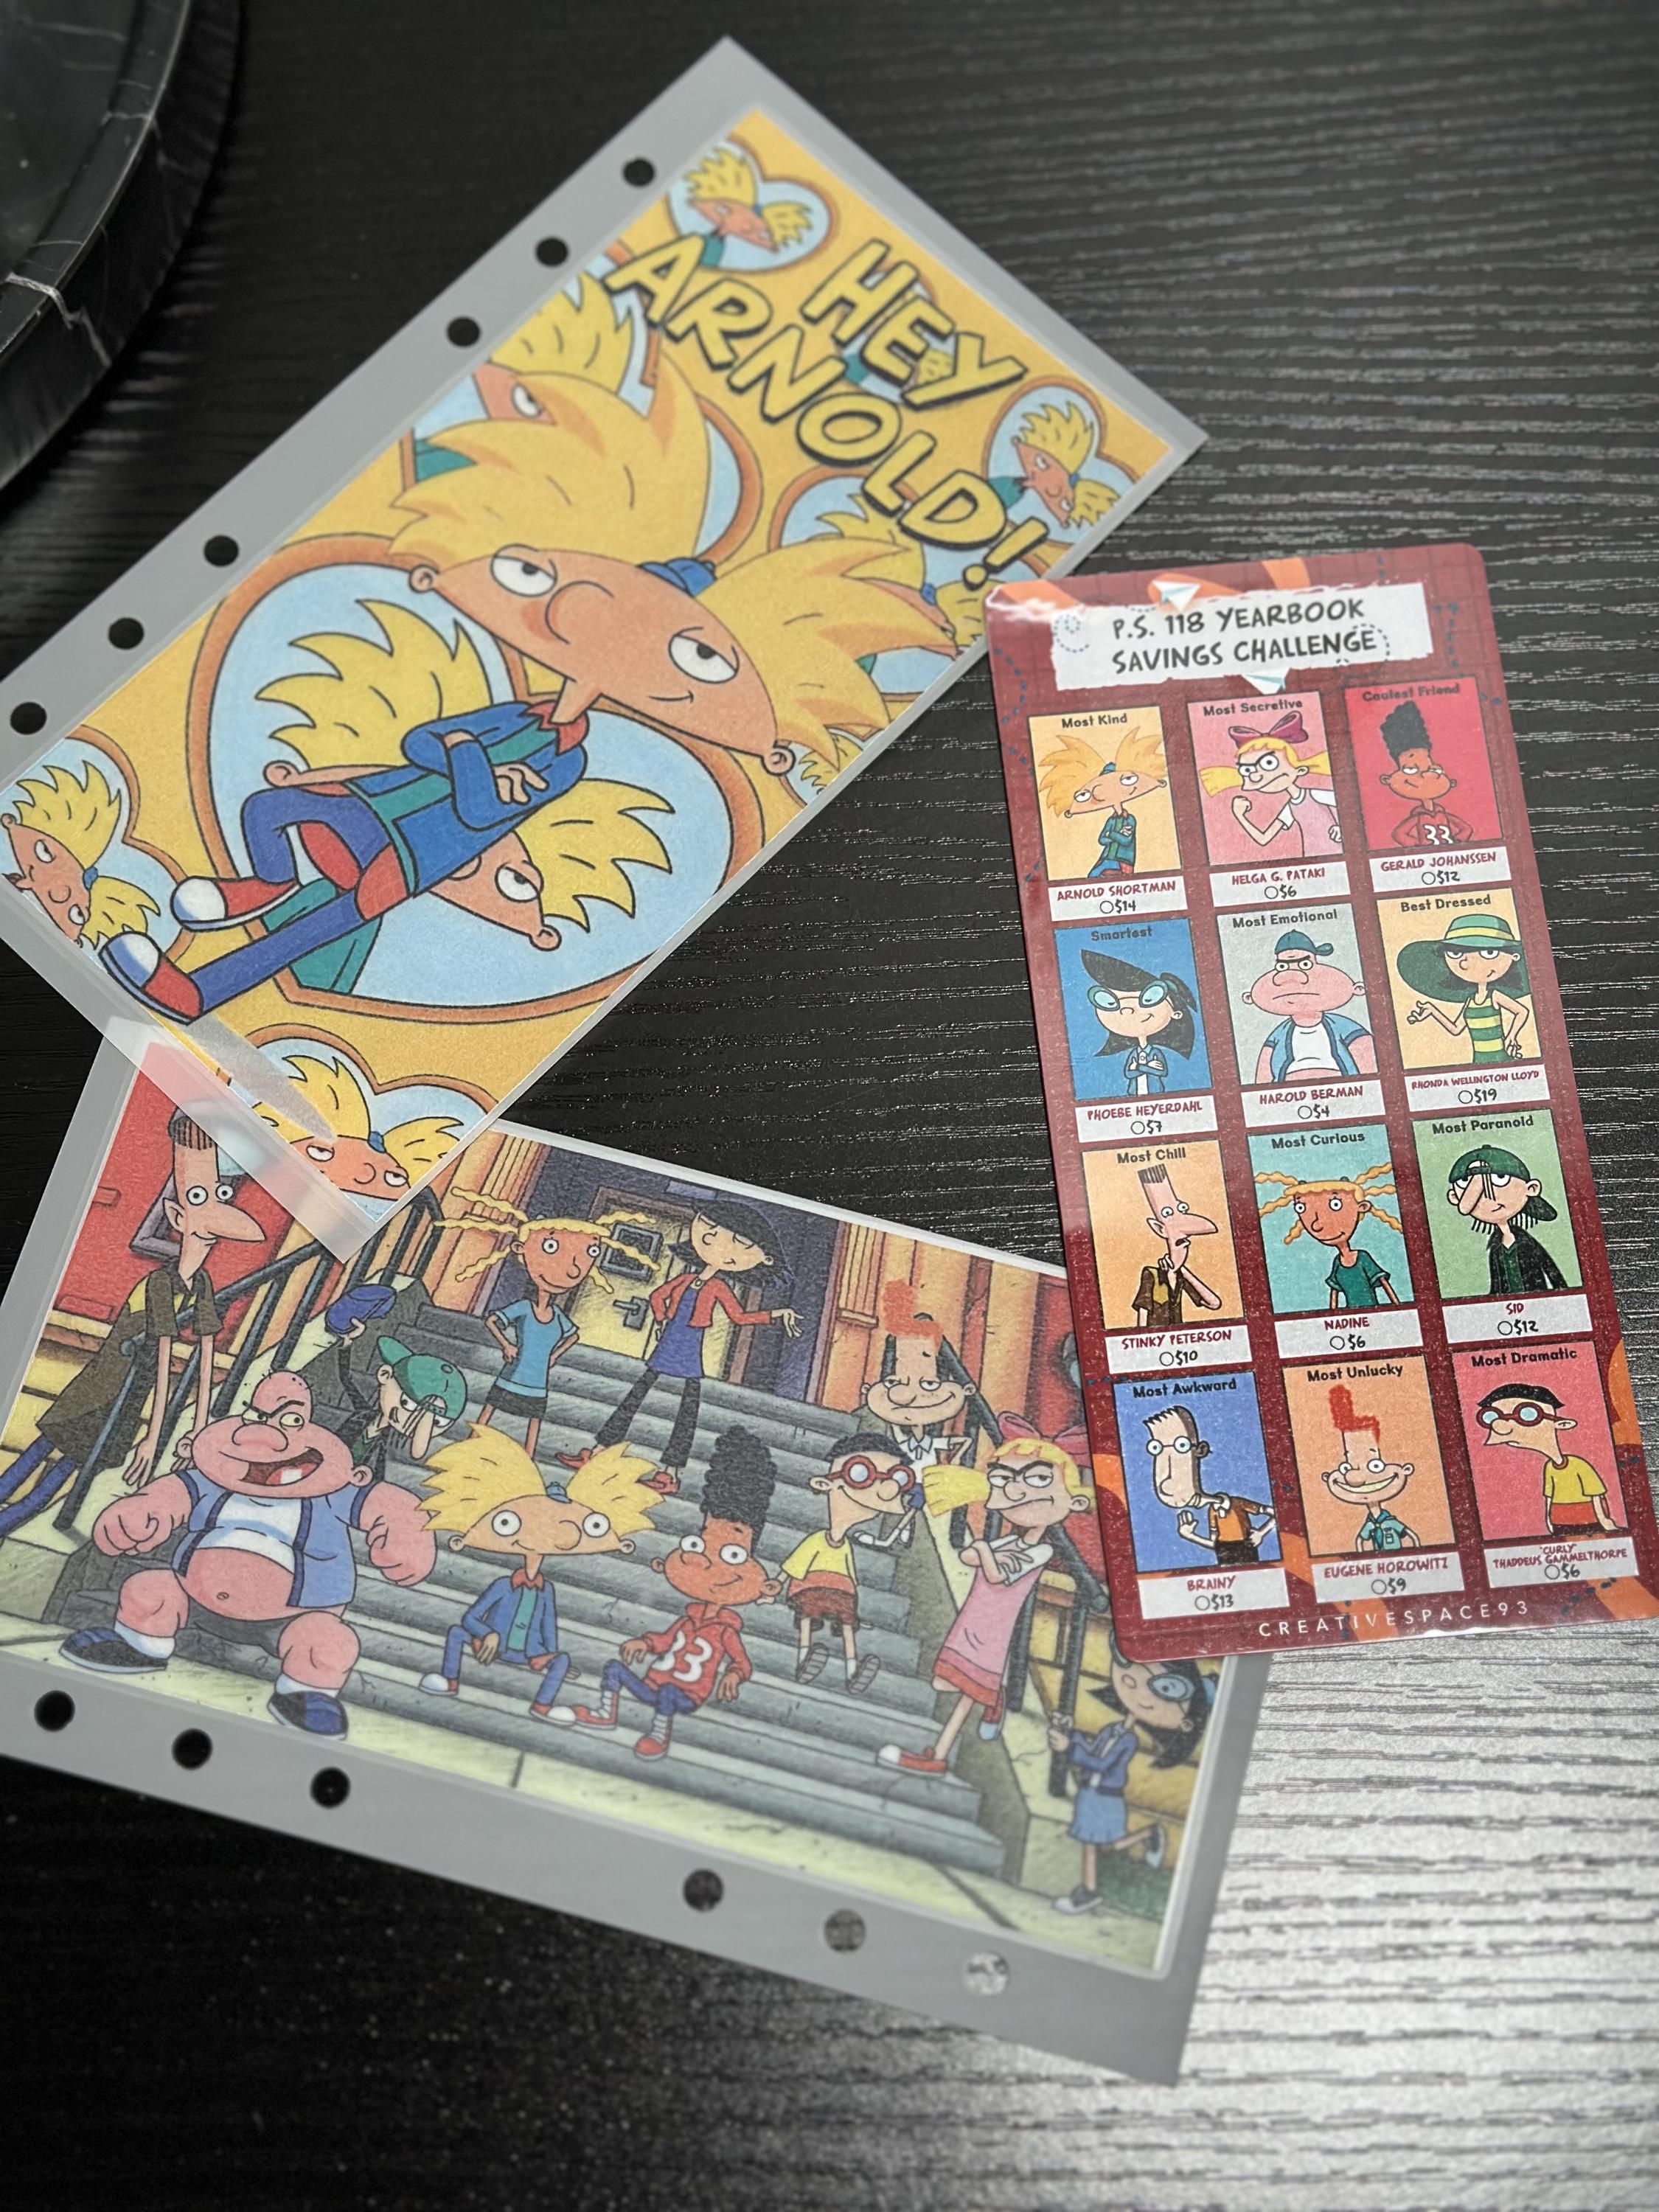 HEY
ARNOLD!
P.S. 118 YEARBOOK
SAVINGS CHALLENGE
Most Kind
ARNOLD SHORTMAN
$14
Most Secretive
HELGA G. PATAKI
$6
Coolest Friend
33
GERALD JOHANSSEN
$12
Smartest
PHOEBE HEYERDAHL
$7
Most Emotional
HAROLD BERMAN
$4
Best Dressed
RHONDA WELLINGTON LLOYD
$19
Most Chill
STINKY PETERSON
$10
Most Curious
NADINE
$6
Most Paranoid
SID
$12
Most Awkward
BRAINY
$13
Most Unlucky
EUGENE HOROWITZ
$9
Most Dramatic
"CURLY"
THADDEUS GAMMELTHORPE
$6
CREATIVESPACE93
33